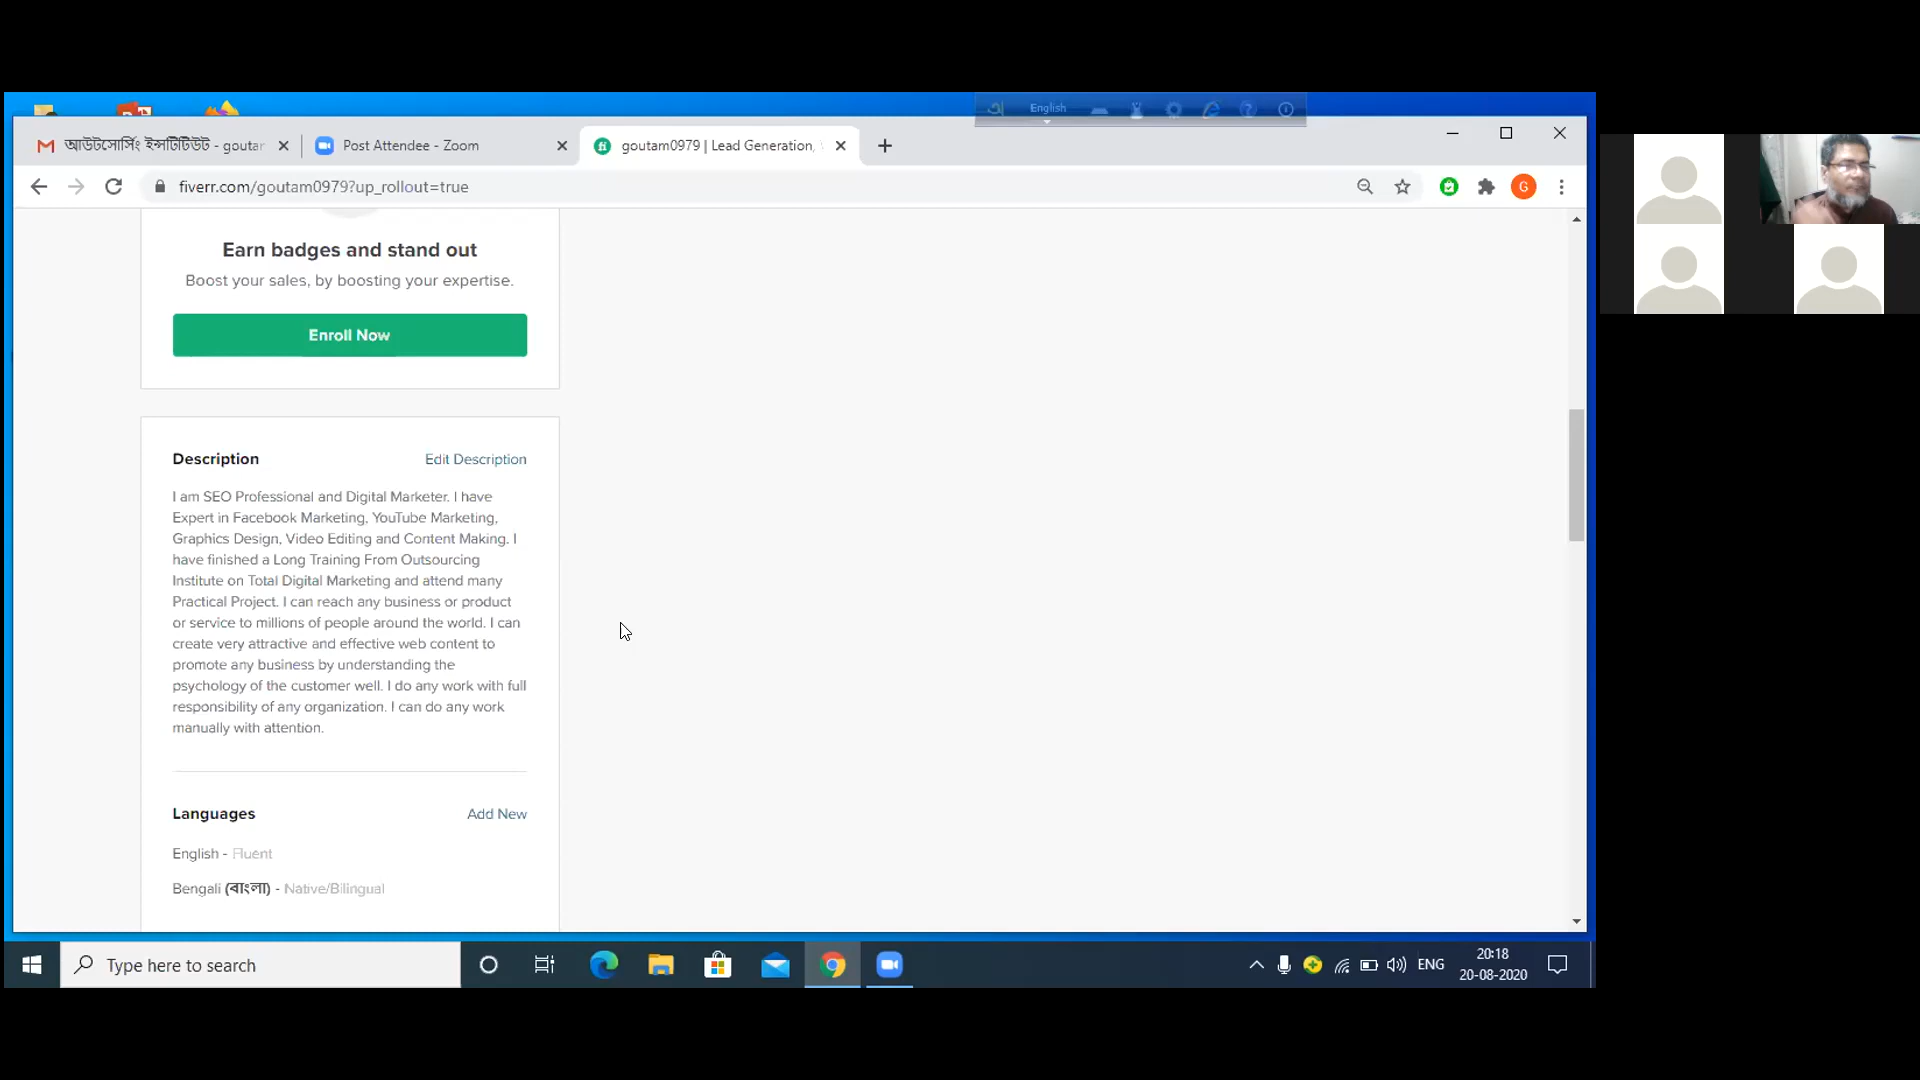 English
আউটসোর্সিং ইন্সটিটিউট - goutar
Post Attendee - Zoom
goutam0979 | Lead Generation,
fiverr.com/goutam0979?up_rollout=true
G
Earn badges and stand out
Boost your sales, by boosting your expertise.
Enroll Now
Description
Edit Description
I am SEO Professional and Digital Marketer. I have
Expert in Facebook Marketing, YouTube Marketing,
Graphics Design, Video Editing and Content Making. I
have finished a Long Training From Outsourcing
Institute on Total Digital Marketing and attend many
Practical Project. I can reach any business or product
or service to millions of people around the world. I can
create very attractive and effective web content to
promote any business by understanding the
psychology of the customer well. I do any work with full
responsibility of any organization. I can do any work
manually with attention.
Languages
Add New
English - Fluent
Bengali (বাংলা) - Native/Bilingual
Type here to search
ENG
20:18
20-08-2020